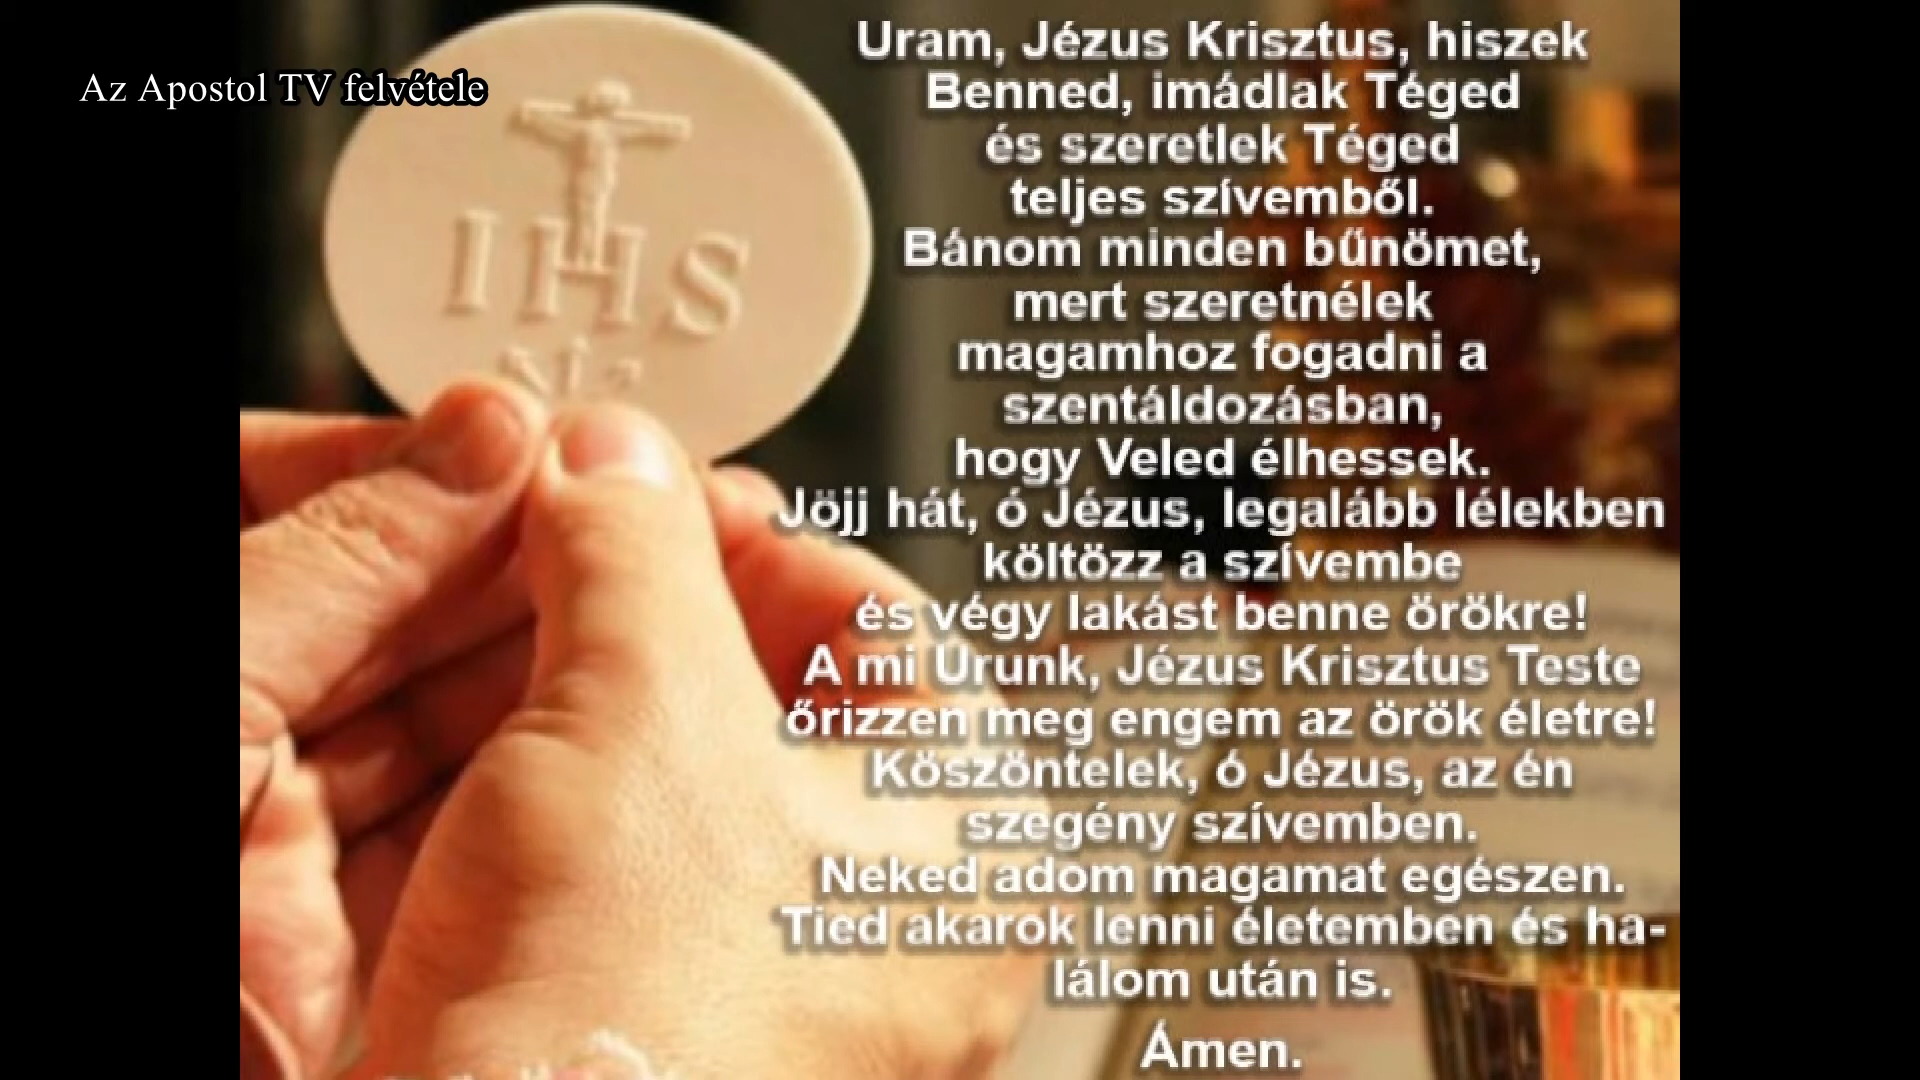 Az Apostol TV felvétele
IHS
Uram, Jézus Krisztus, hiszek
Benned, imádlak Téged
és szeretlek Téged
teljes szívemből.
Bánom minden bűnömet,
mert szeretnélek
magamhoz fogadni a
szentáldozásban,
hogy Veled élhessek.
Jöjj hát, ó Jézus, legalább lélekben
költözz a szívembe
és végy lakást benne örökre!
A mi Urunk, Jézus Krisztus Teste
őrizzen meg engem az örök életre!
Köszöntelek, ó Jézus, az én
szegény szívemben.
Neked adom magamat egészen.
Tied akarok lenni életemben és ha-
lálom után is.
Ámen.